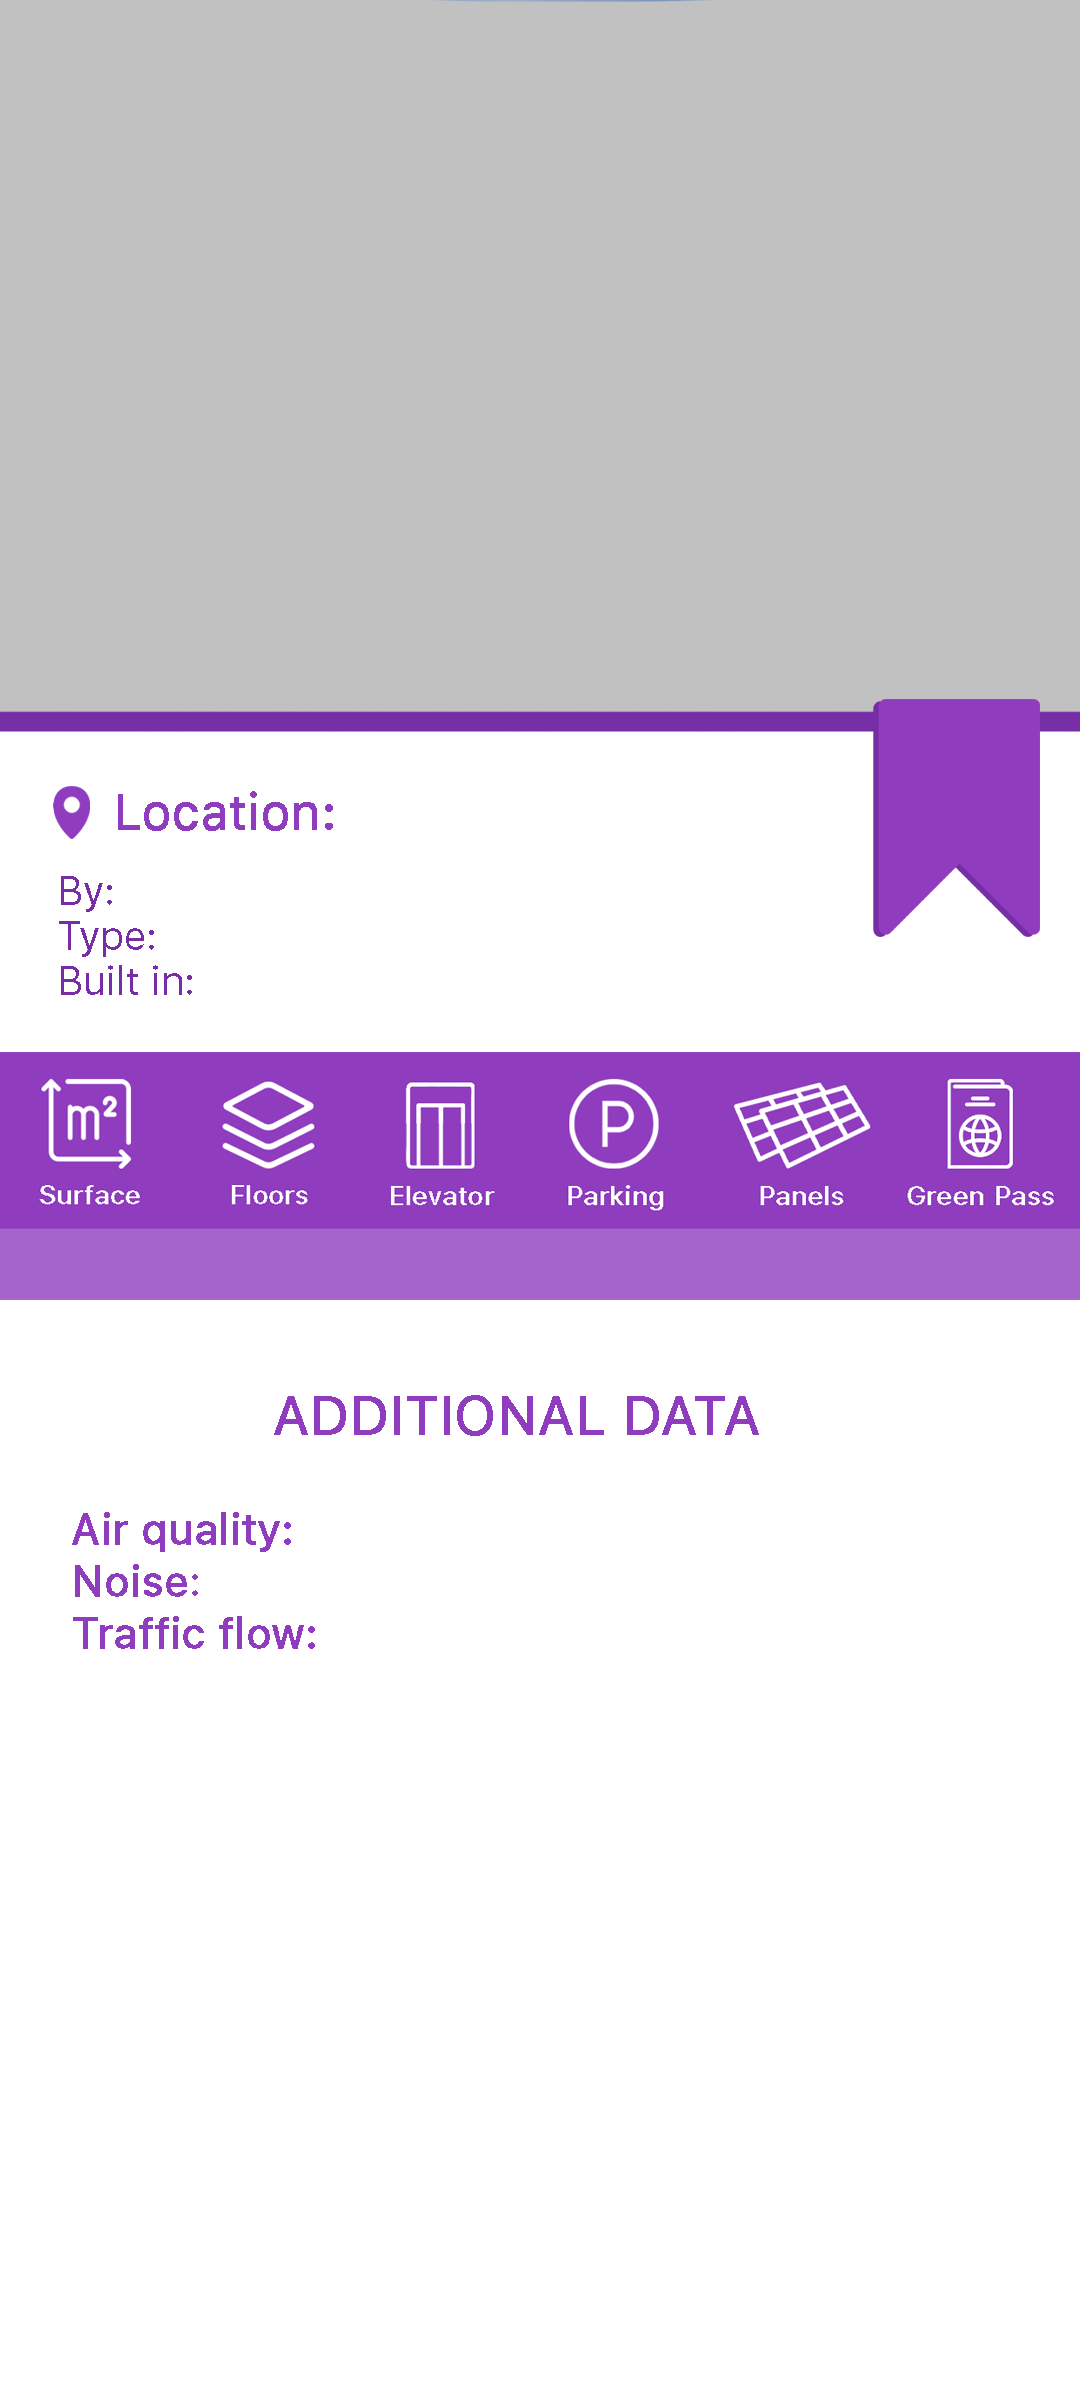 Location:
By:
Type:
Built in:
m²
P
Surface
Floors
Elevator
Parking
Panels
Green Pass
ADDITIONAL DATA
Air quality:
Noise:
Traffic flow: